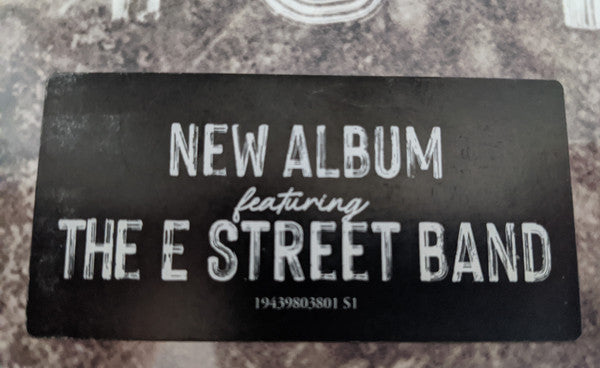 NEW ALBUM
featuring
THE E STREET BAND
19439803801 S1